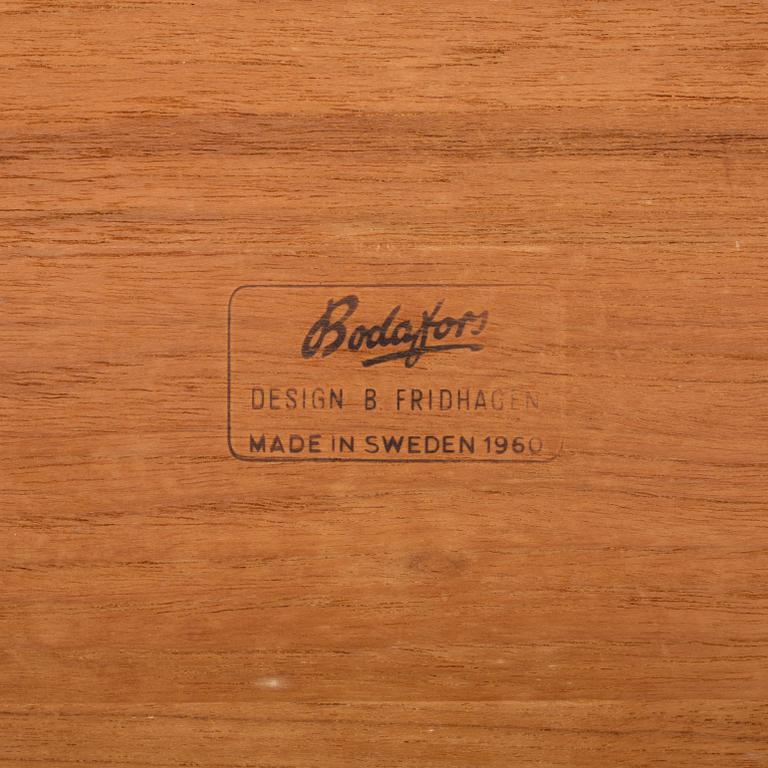 Bodafors
DESIGN B. FRIDHAGEN
MADE IN SWEDEN 1960